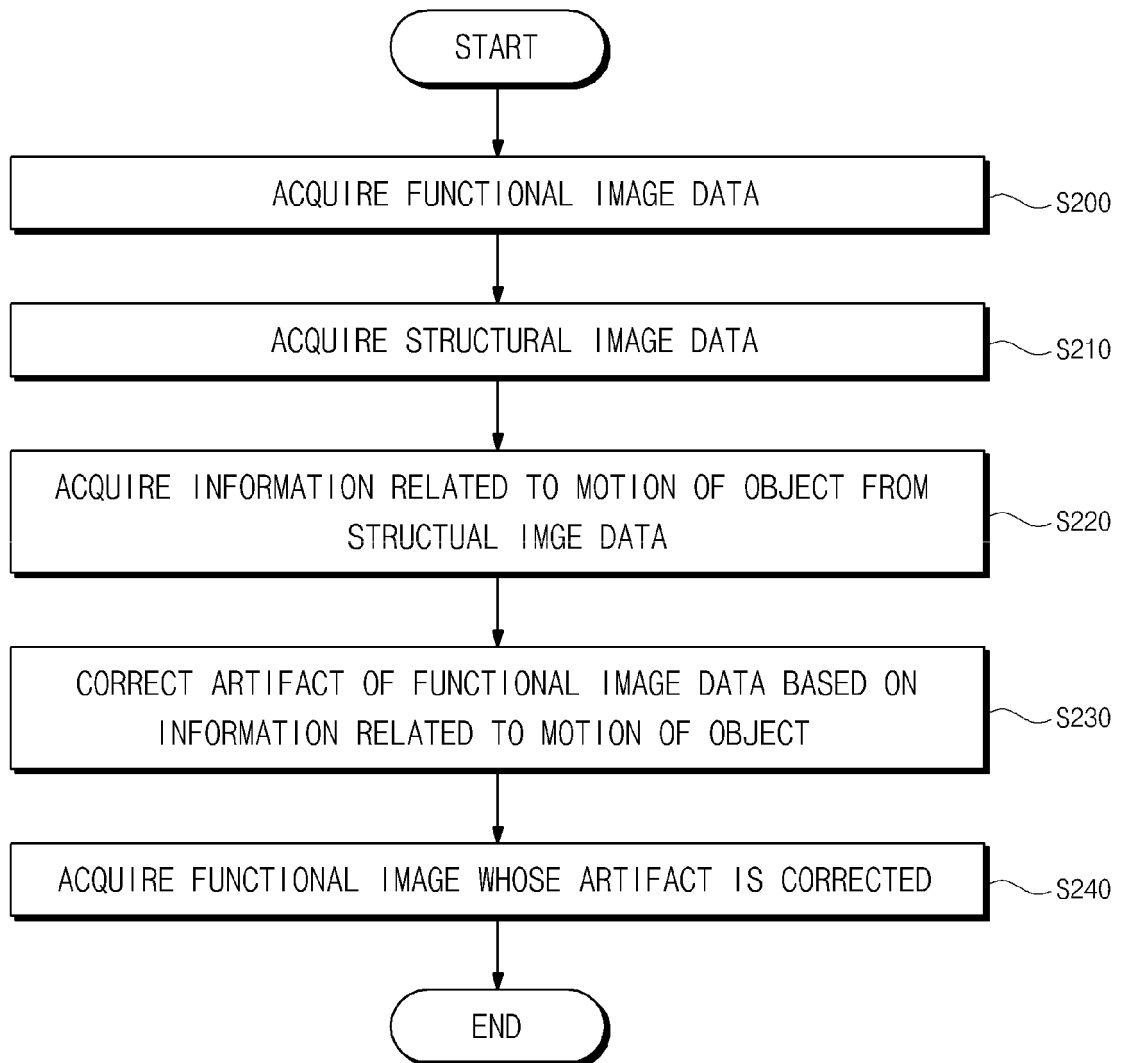 START
ACQUIRE FUNCTIONAL IMAGE DATA
S200
ACQUIRE STRUCTURAL IMAGE DATA
S210
ACQUIRE INFORMATION RELATED TO MOTION OF OBJECT FROM
STRUCTUAL IMGE DATA
S220
CORRECT ARTIFACT OF FUNCTIONAL IMAGE DATA BASED ON
INFORMATION RELATED TO MOTION OF OBJECT
S230
ACQUIRE FUNCTIONAL IMAGE WHOSE ARTIFACT IS CORRECTED
S240
END